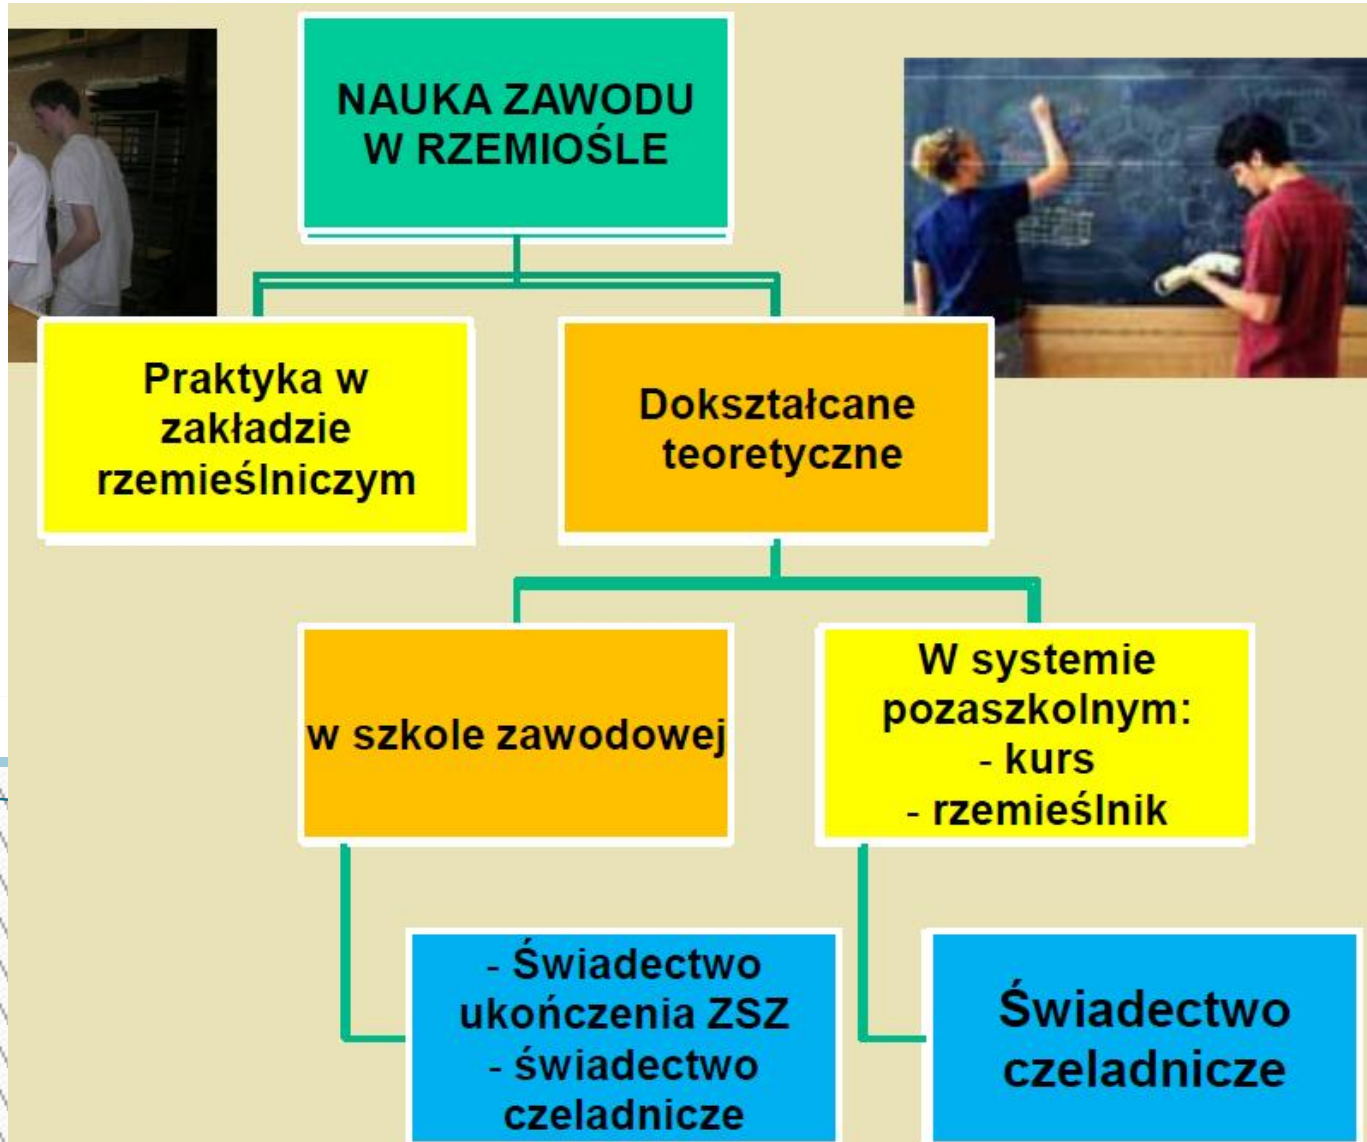 NAUKA ZAWODU
W RZEMIOŚLE
Praktyka w
zakładzie
rzemieślniczym
Dokształcane
teoretyczne
w szkole zawodowej
W systemie
pozaszkolnym:
- kurs
- rzemieślnik
- Świadectwo
ukończenia ZSZ
- świadectwo
czeladnicze
Świadectwo
czeladnicze